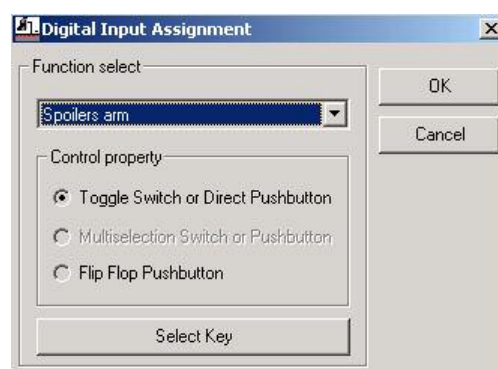 Digital Input Assignment
Function select
Spoilers arm
Control property
Toggle Switch or Direct Pushbutton
Multiselection Switch or Pushbutton
Flip Flop Pushbutton
Select Key
OK
Cancel